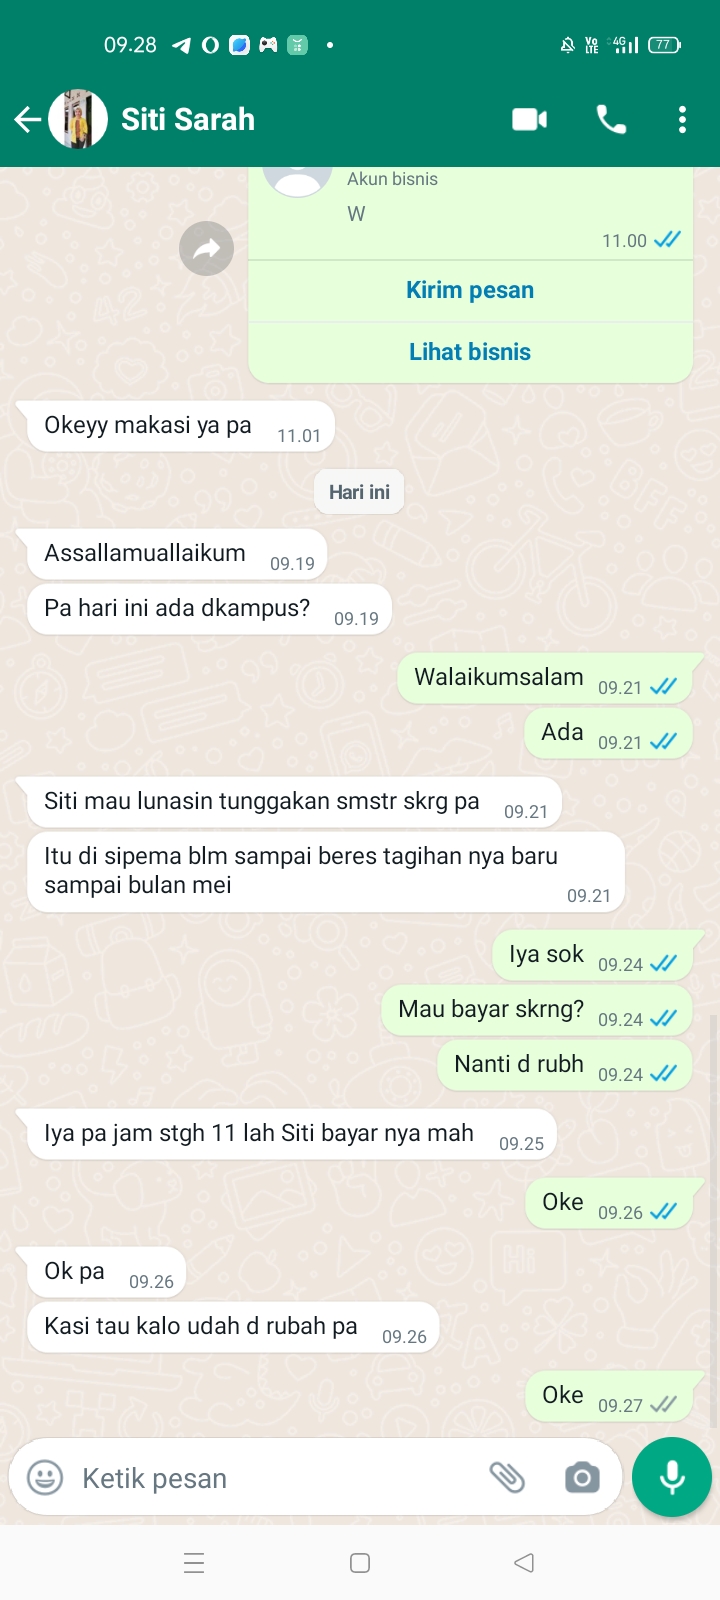 09.28
Vo LTE 4G 77
Siti Sarah
Akun bisnis
W
11.00
Kirim pesan
Lihat bisnis
Okeyy makasi ya pa 11.01
Hari ini
Assallamuallaikum 09.19
Pa hari ini ada dkampus? 09.19
Walaikumsalam 09.21
Ada 09.21
Siti mau lunasin tunggakan smstr skrg pa 09.21
Itu di sipema blm sampai beres tagihan nya baru
sampai bulan mei 09.21
Iya sok 09.24
Mau bayar skrng? 09.24
Nanti d rubh 09.24
Iya pa jam stgh 11 lah Siti bayar nya mah 09.25
Oke 09.26
Ok pa 09.26
Kasi tau kalo udah d rubah pa 09.26
Oke 09.27
Ketik pesan